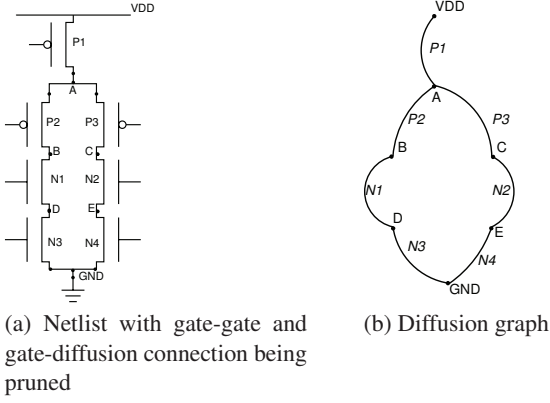 VDD
P1
A
P2 P3
B C
N1 N2
D E
N3 N4
GND
(a) Netlist with gate-gate and
gate-diffusion connection being
pruned
VDD
P1
A
P2 P3
B C
N1 N2
D E
N3 N4
GND
(b) Diffusion graph